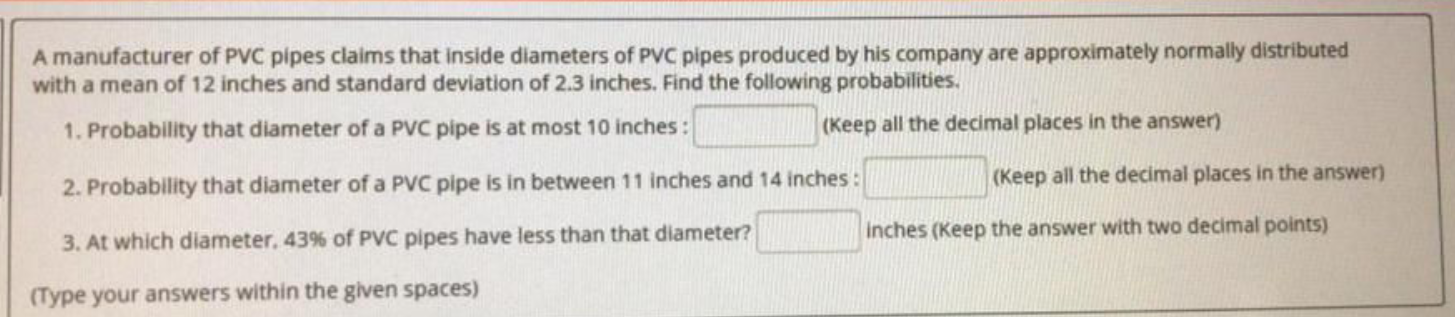 A manufacturer of PVC pipes claims that inside diameters of PVC pipes produced by his company are approximately normally distributed
with a mean of 12 inches and standard deviation of 2.3 inches. Find the following probabilities.
1. Probability that diameter of a PVC pipe is at most 10 inches : (Keep all the decimal places in the answer)
2. Probability that diameter of a PVC pipe is in between 11 inches and 14 inches : (Keep all the decimal places in the answer)
3. At which diameter, 43% of PVC pipes have less than that diameter? inches (Keep the answer with two decimal points)
(Type your answers within the given spaces)